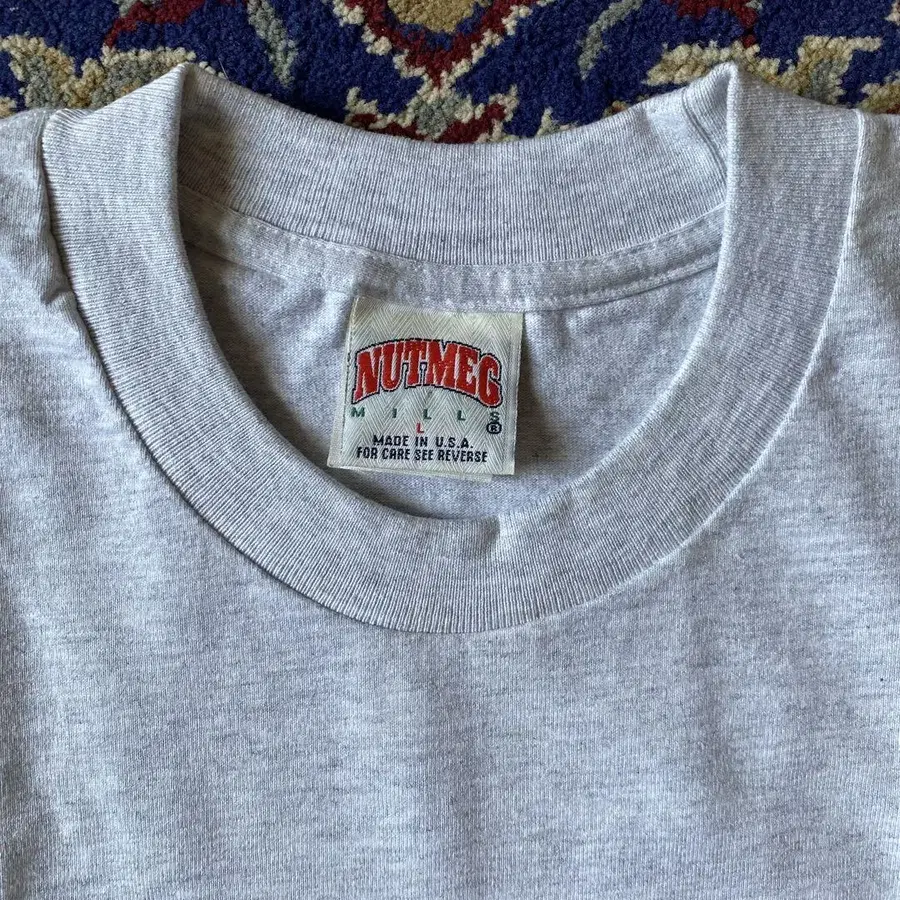 NUTMEG
MILLS
®
L
MADE IN U.S.A.
FOR CARE SEE REVERSE